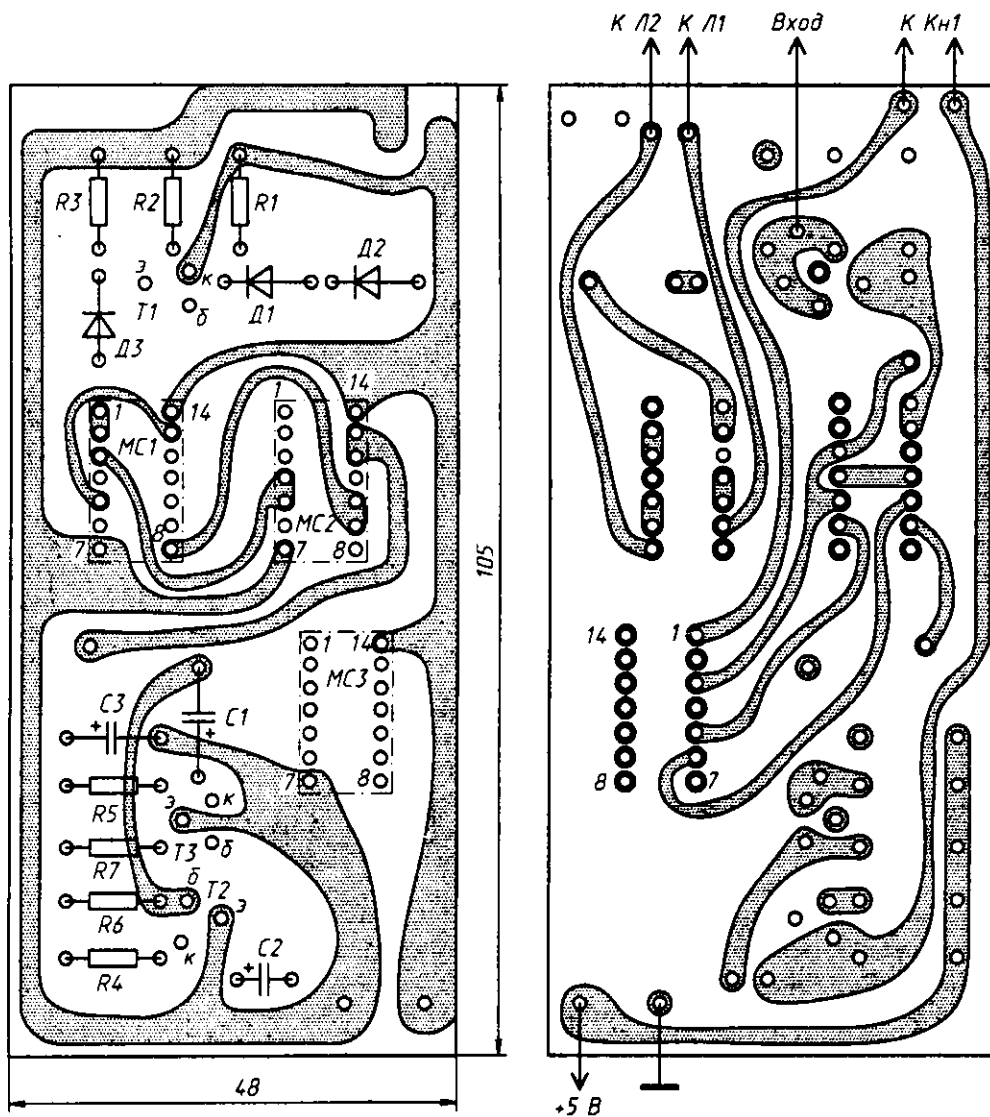 К Л2 К Л1 Вход К Кн1
R3 R2 R1
э к Д2
Т1 б Д1
Д3
1 14 1 14
МС1
МС2
7 8 7 8
105
1 14 14 1
МС3
С3 + С1 +
7 8 8 7
R5 э к
R7 Т3 б
б Т2 э
R6
к + С2
R4
48
+5 В